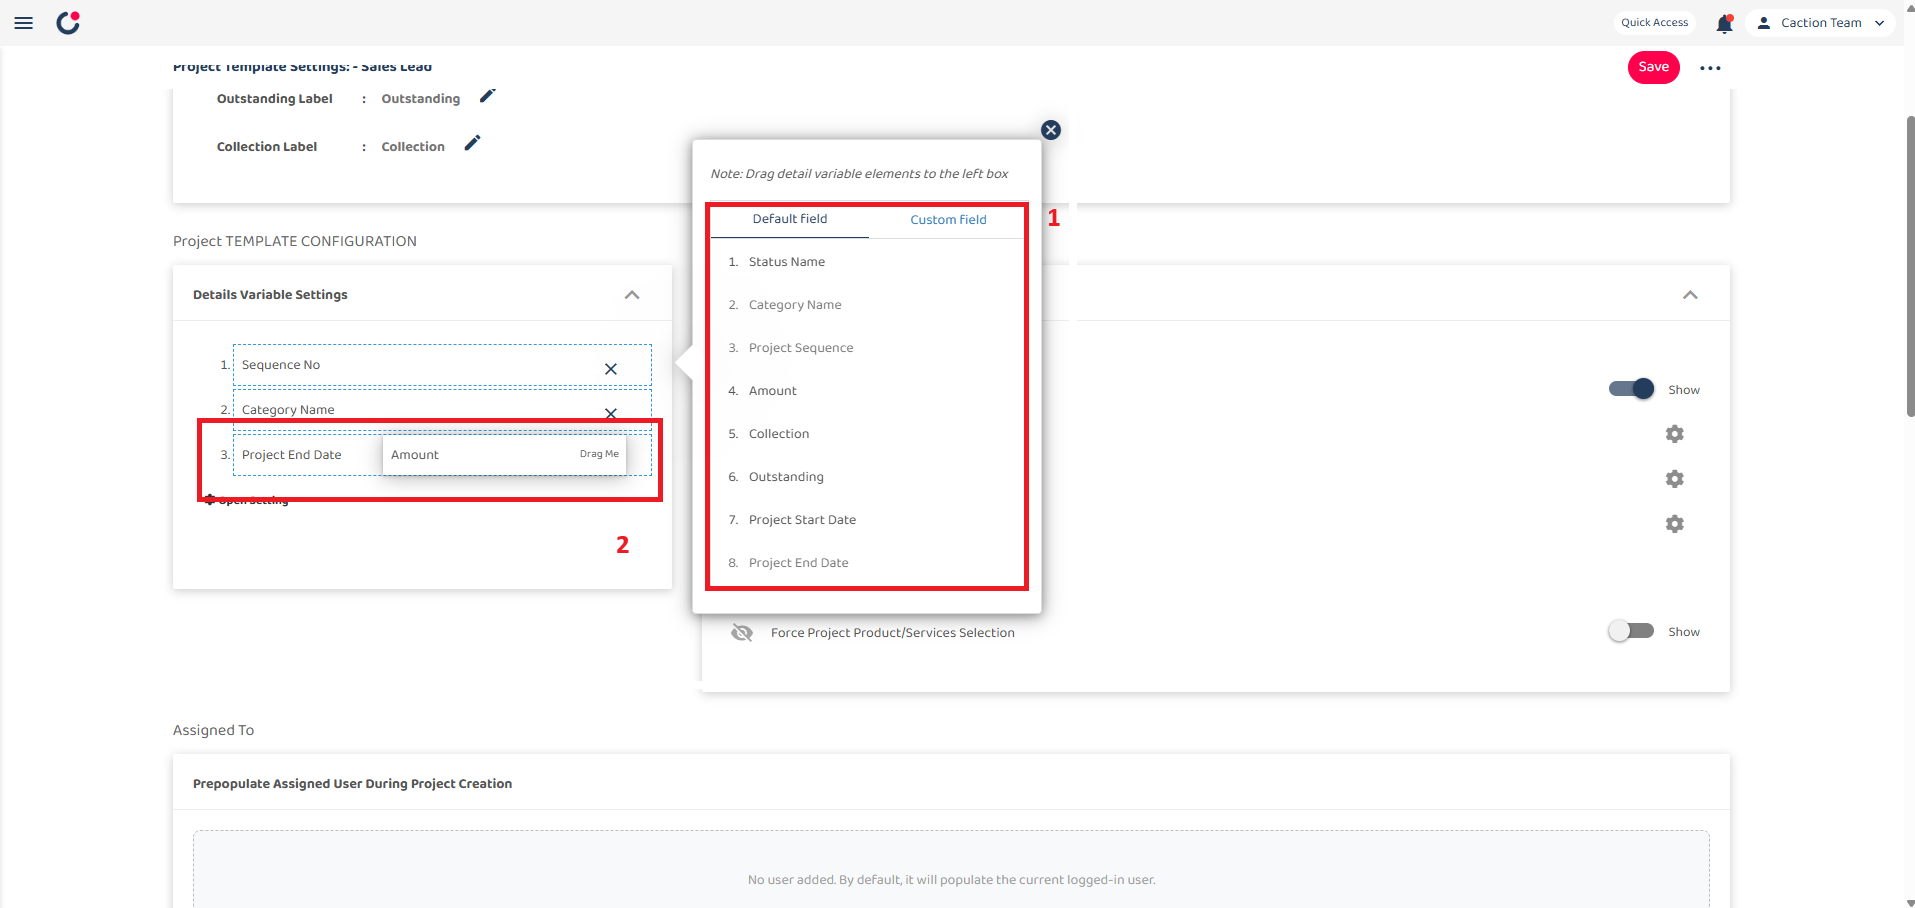 Quick Access
Caction Team
Project Template Settings: - Sales Lead
Save
Outstanding Label : Outstanding
Collection Label : Collection
Note: Drag detail variable elements to the left box
Default field Custom field
1
1. Status Name
2. Category Name
3. Project Sequence
4. Amount
5. Collection
6. Outstanding
7. Project Start Date
8. Project End Date
Project TEMPLATE CONFIGURATION
Details Variable Settings
1. Sequence No
2. Category Name
3. Project End Date
Amount Drag Me
Open Setting
2
Show
Force Project Product/Services Selection Show
Assigned To
Prepopulate Assigned User During Project Creation
No user added. By default, it will populate the current logged-in user.